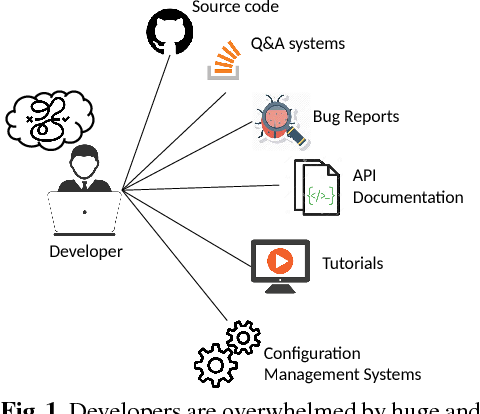 Source code
Q&A systems
Bug Reports
API
Documentation
{</...>}
Developer
Tutorials
Configuration
Management Systems
Fig. 1. Developers are overwhelmed by huge and